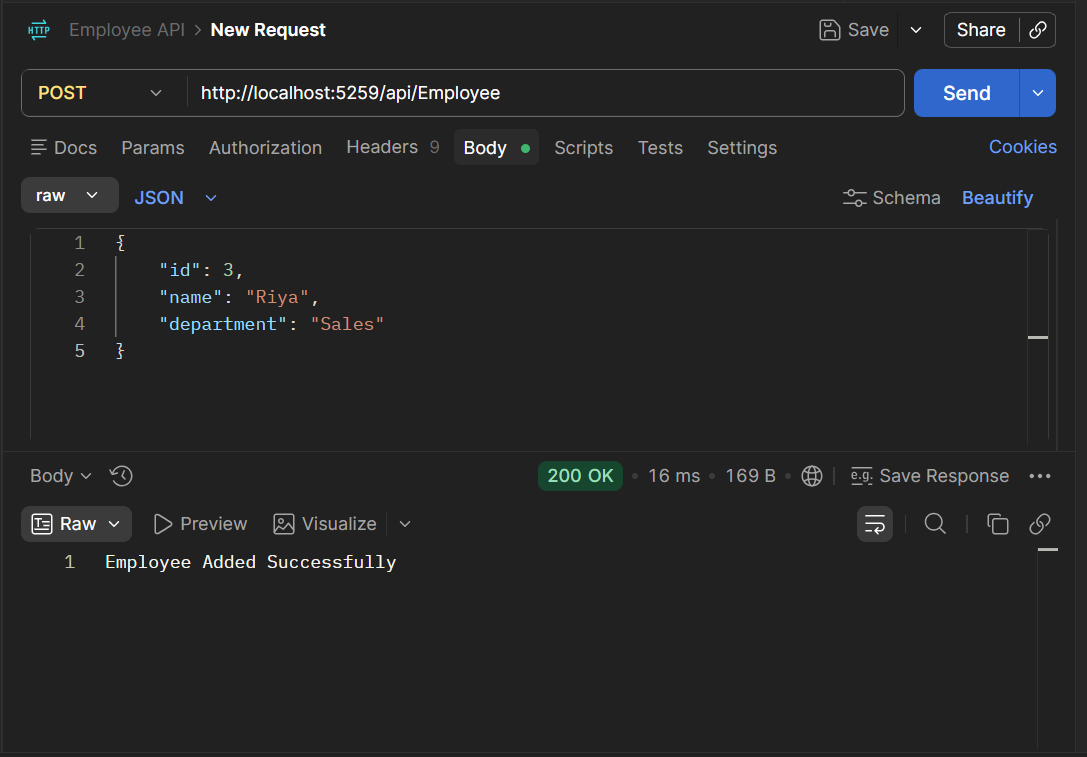 HTTP Employee API > New Request Save Share
POST http://localhost:5259/api/Employee Send
Docs Params Authorization Headers 9 Body Scripts Tests Settings Cookies
raw JSON Schema Beautify
1 {
2 "id": 3,
3 "name": "Riya",
4 "department": "Sales"
5 }
Body 200 OK • 16 ms • 169 B • e.g. Save Response
Raw Preview Visualize
1 Employee Added Successfully